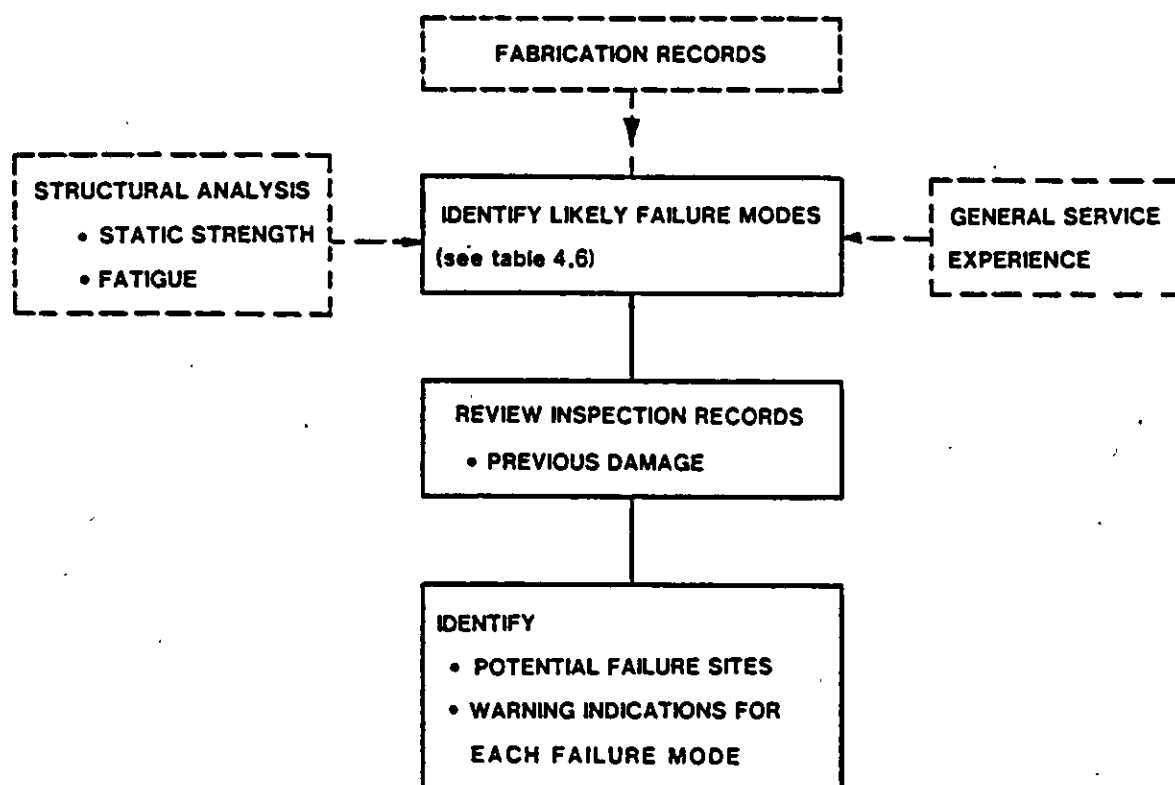 FABRICATION RECORDS
STRUCTURAL ANALYSIS
• STATIC STRENGTH
• FATIGUE
IDENTIFY LIKELY FAILURE MODES
(see table 4.6)
GENERAL SERVICE
EXPERIENCE
REVIEW INSPECTION RECORDS
• PREVIOUS DAMAGE
IDENTIFY
• POTENTIAL FAILURE SITES
• WARNING INDICATIONS FOR
EACH FAILURE MODE